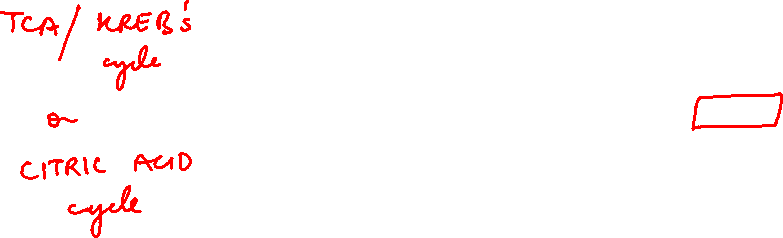 TCA/ KREB's
cycle
or
CITRIC ACID
cycle